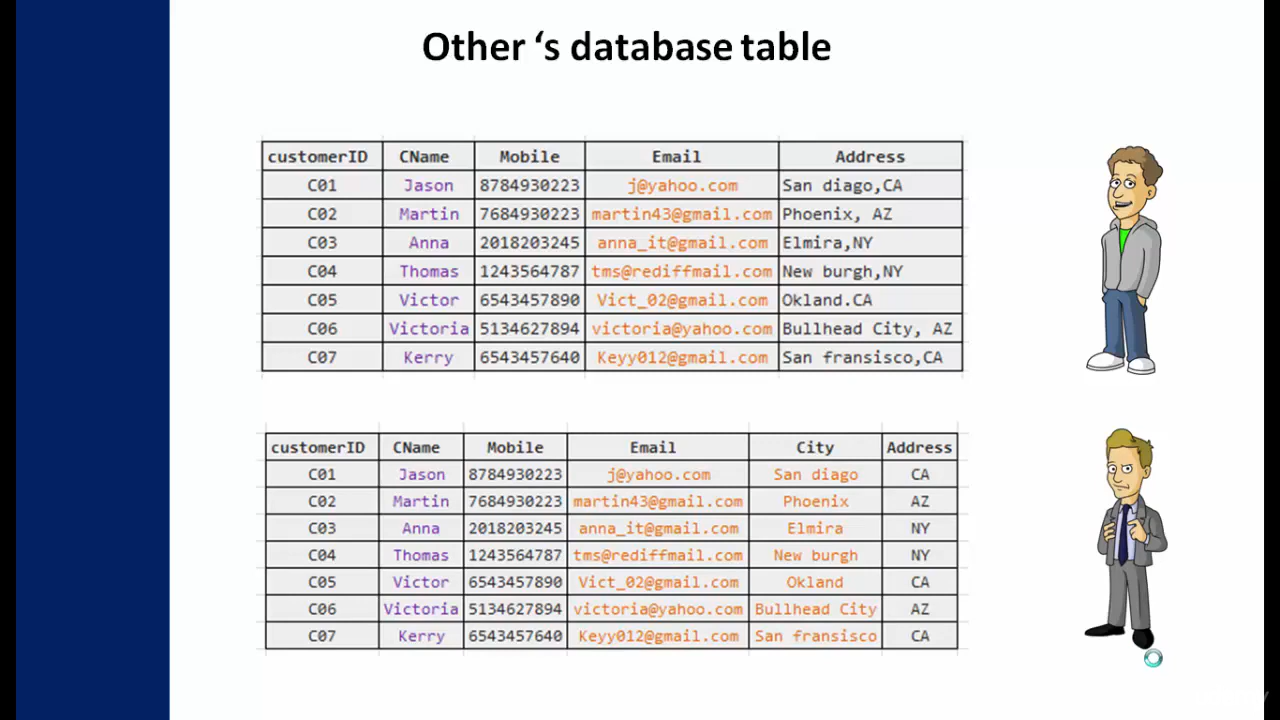 Other ‘s database table
customerID CName Mobile Email Address
C01 Jason 8784930223 j@yahoo.com San diago,CA
C02 Martin 7684930223 martin43@gmail.com Phoenix, AZ
C03 Anna 2018203245 anna_it@gmail.com Elmira,NY
C04 Thomas 1243564787 tms@rediffmail.com New burgh,NY
C05 Victor 6543457890 Vict_02@gmail.com Okland.CA
C06 Victoria 5134627894 victoria@yahoo.com Bullhead City, AZ
C07 Kerry 6543457640 Keyy012@gmail.com San fransisco,CA
customerID CName Mobile Email City Address
C01 Jason 8784930223 j@yahoo.com San diago CA
C02 Martin 7684930223 martin43@gmail.com Phoenix AZ
C03 Anna 2018203245 anna_it@gmail.com Elmira NY
C04 Thomas 1243564787 tms@rediffmail.com New burgh NY
C05 Victor 6543457890 Vict_02@gmail.com Okland CA
C06 Victoria 5134627894 victoria@yahoo.com Bullhead City AZ
C07 Kerry 6543457640 Keyy012@gmail.com San fransisco CA